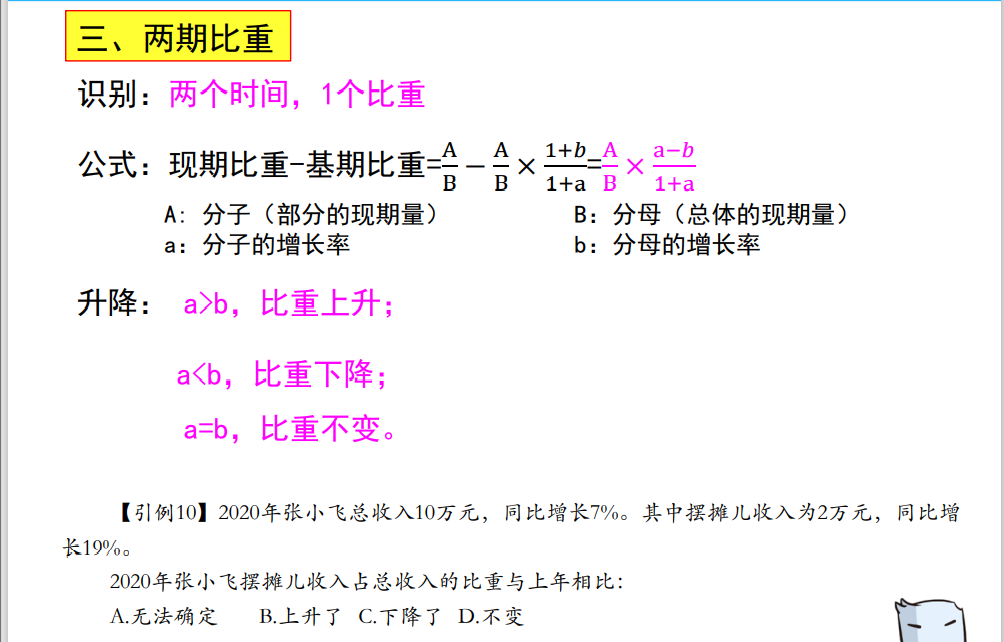 三、两期比重
识别：两个时间，1个比重
公式：现期比重-基期比重=A/B−A/B×1+b/1+a=A/B×a−b/1+a
A：分子（部分的现期量） B：分母（总体的现期量）
a：分子的增长率 b：分母的增长率
升降： a>b，比重上升；
a<b，比重下降；
a=b，比重不变。
【引例10】2020年张小飞总收入10万元，同比增长7%。其中摆摊儿收入为2万元，同比增
长19%。
2020年张小飞摆摊儿收入占总收入的比重与上年相比：
A.无法确定 B.上升了 C.下降了 D.不变